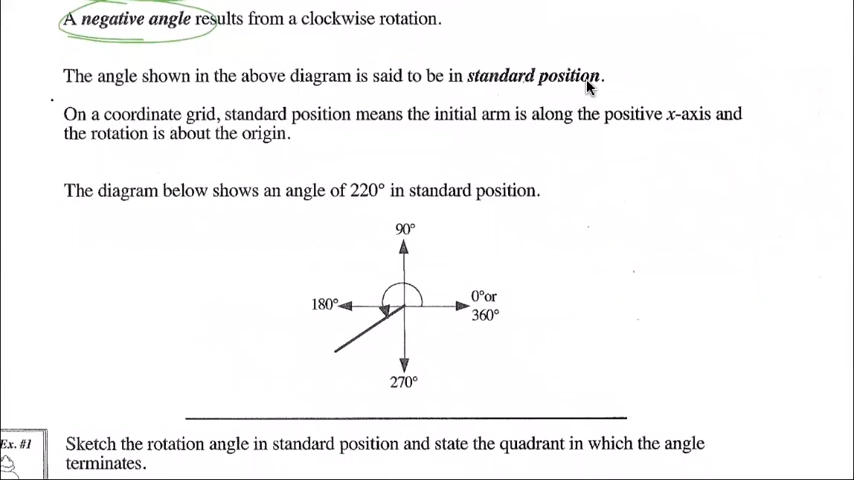 A negative angle results from a clockwise rotation.
The angle shown in the above diagram is said to be in standard position.
On a coordinate grid, standard position means the initial arm is along the positive x-axis and
the rotation is about the origin.
The diagram below shows an angle of 220° in standard position.
90°
180°
0°or
360°
270°
Ex. #1
Sketch the rotation angle in standard position and state the quadrant in which the angle
terminates.